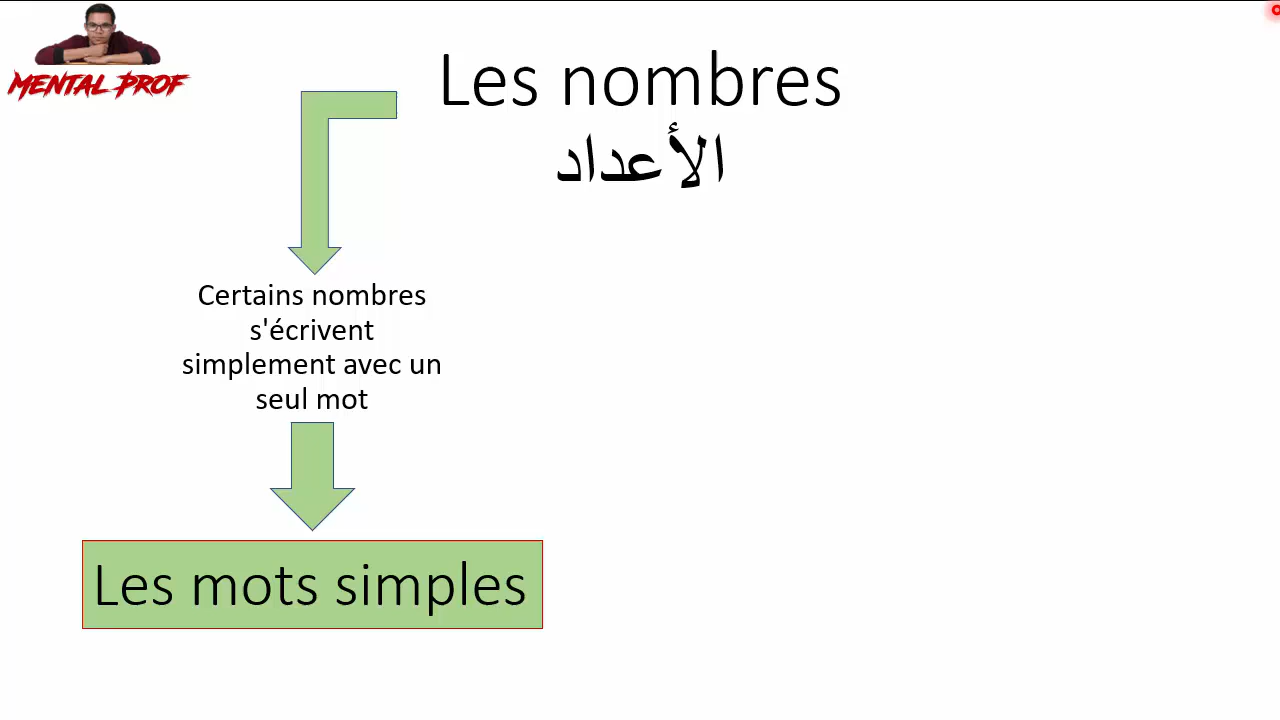 MENTAL PROF
Les nombres
الأعداد
Certains nombres
s'écrivent
simplement avec un
seul mot
Les mots simples